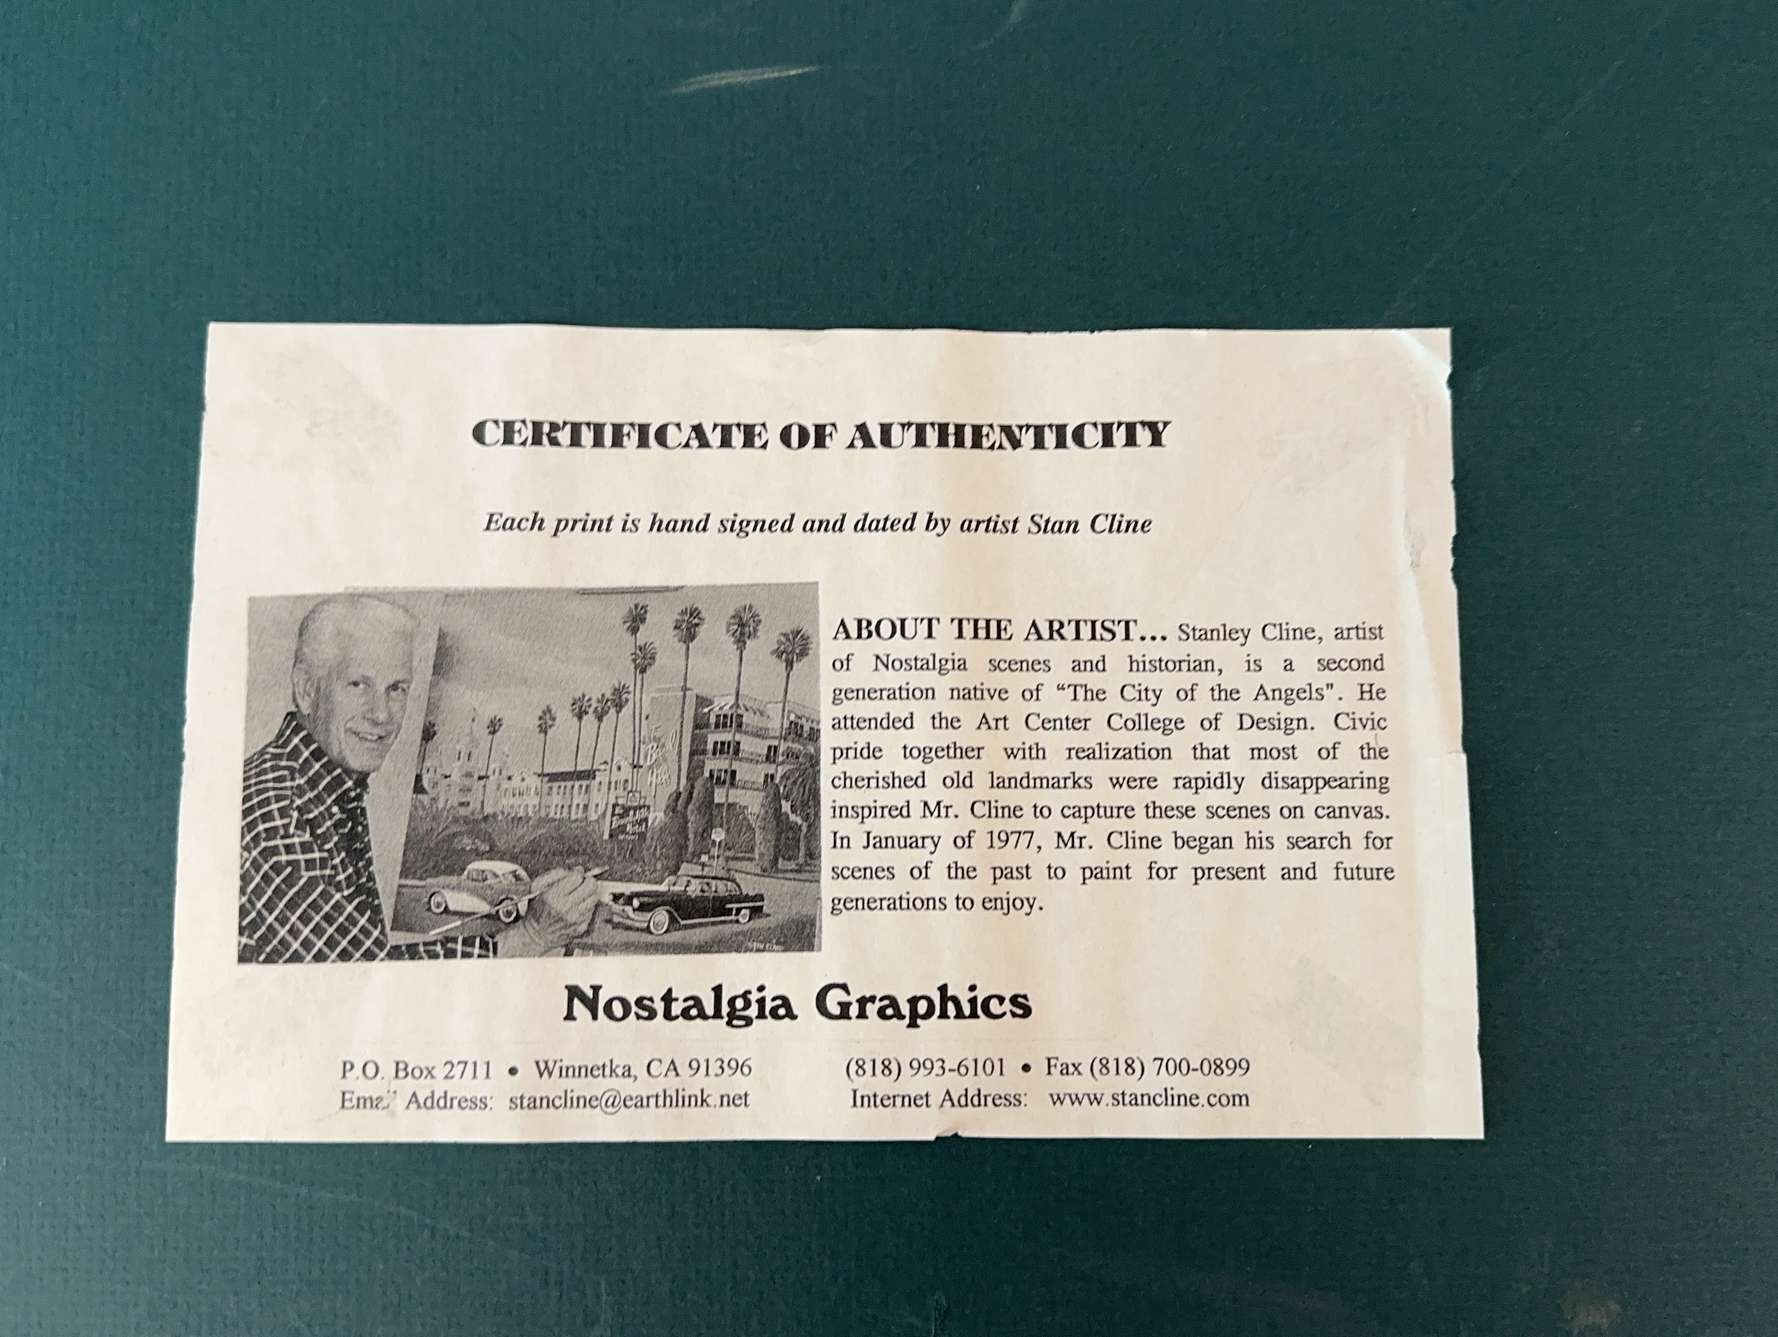 CERTIFICATE OF AUTHENTICITY
Each print is hand signed and dated by artist Stan Cline
ABOUT THE ARTIST... Stanley Cline, artist
of Nostalgia scenes and historian, is a second
generation native of “The City of the Angels". He
attended the Art Center College of Design. Civic
pride together with realization that most of the
cherished old landmarks were rapidly disappearing
inspired Mr. Cline to capture these scenes on canvas.
In January of 1977, Mr. Cline began his search for
scenes of the past to paint for present and future
generations to enjoy.
Nostalgia Graphics
P.O. Box 2711 • Winnetka, CA 91396
(818) 993-6101 • Fax (818) 700-0899
Email Address: stancline@earthlink.net
Internet Address: www.stancline.com